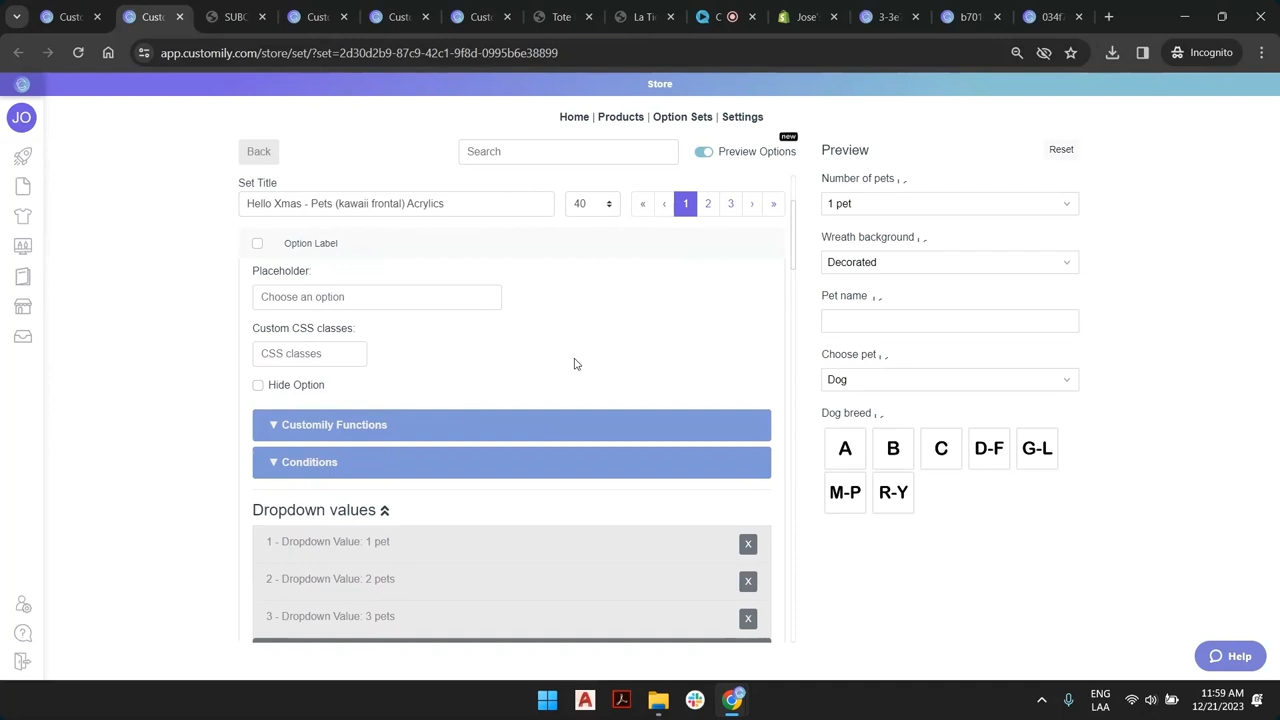 Custo
Custo
SUBC
Custo
Custo
Custo
Tote
La Ti
C
Jose'
3-3e
b701
034f
app.customily.com/store/set/?set=2d30d2b9-87c9-42c1-9f8d-0995b6e38899
Incognito
Store
JO
Home | Products | Option Sets | Settings
Back
Search
new
Preview Options
Set Title
Hello Xmas - Pets (kawaii frontal) Acrylics
40
« ‹ 1 2 3 › »
Option Label
Placeholder:
Choose an option
Custom CSS classes:
CSS classes
Hide Option
▼ Customily Functions
▼ Conditions
Dropdown values
1 - Dropdown Value: 1 pet
X
2 - Dropdown Value: 2 pets
X
3 - Dropdown Value: 3 pets
X
Preview
Reset
Number of pets
1 pet
Wreath background
Decorated
Pet name
Choose pet
Dog
Dog breed
A B C D-F G-L
M-P R-Y
Help
ENG
LAA
11:59 AM
12/21/2023